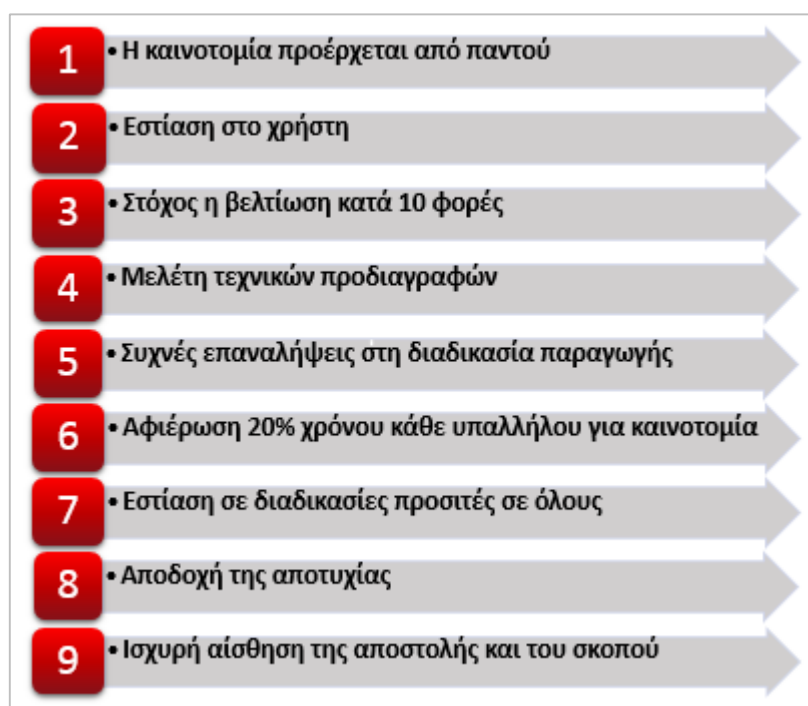 1 • Η καινοτομία προέρχεται από παντού
2 • Εστίαση στο χρήστη
3 • Στόχος η βελτίωση κατά 10 φορές
4 • Μελέτη τεχνικών προδιαγραφών
5 • Συχνές επαναλήψεις στη διαδικασία παραγωγής
6 • Αφιέρωση 20% χρόνου κάθε υπαλλήλου για καινοτομία
7 • Εστίαση σε διαδικασίες προσιτές σε όλους
8 • Αποδοχή της αποτυχίας
9 • Ισχυρή αίσθηση της αποστολής και του σκοπού